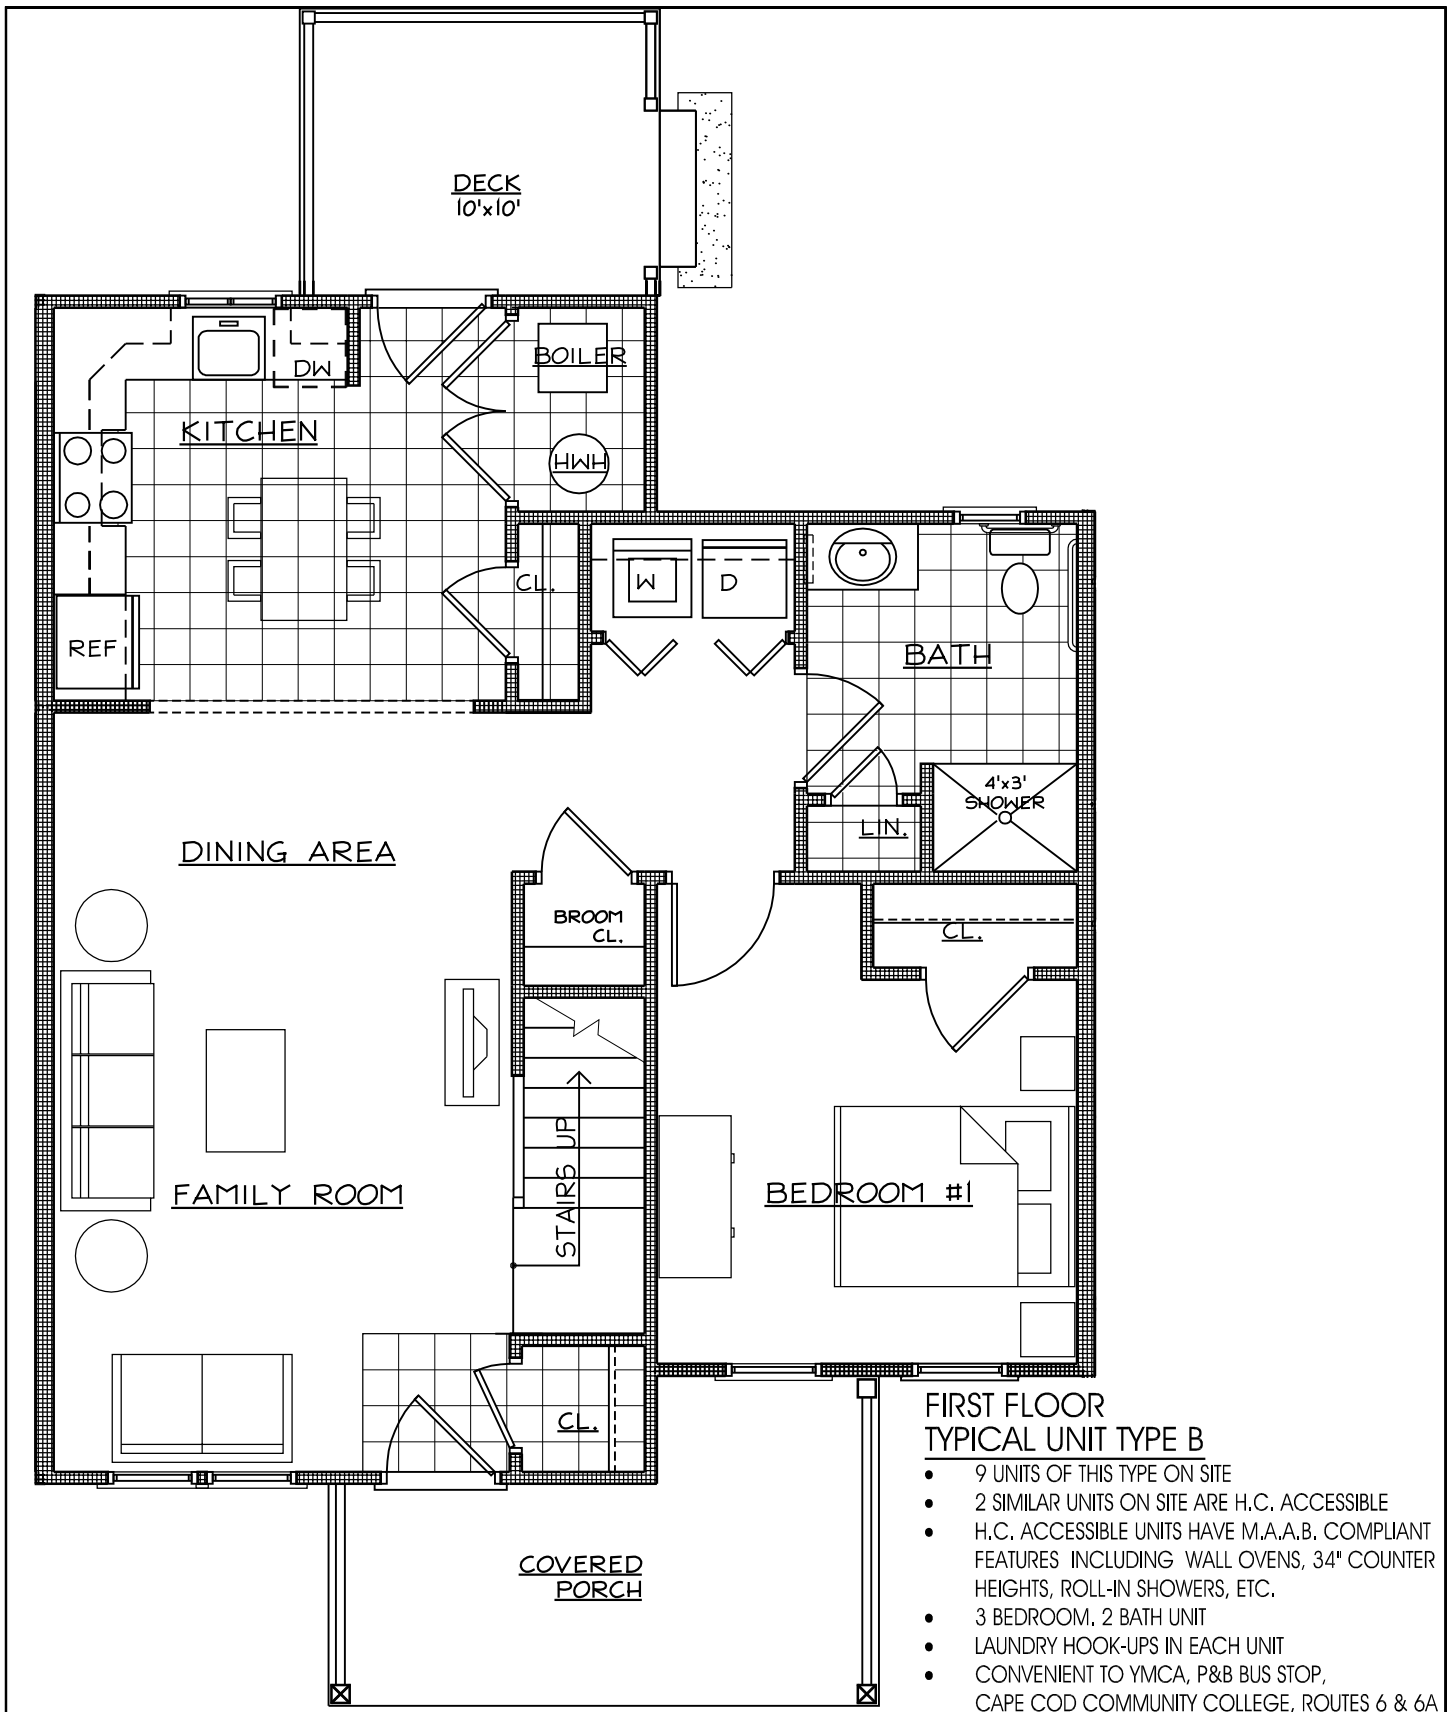 DECK
10'x10'
BOILER
DW
KITCHEN
HWH
CL.
W
D
REF
BATH
4'x3'
SHOWER
LIN.
DINING AREA
BROOM
CL.
CL.
STAIRS UP
FAMILY ROOM
BEDROOM #1
CL.
COVERED
PORCH
FIRST FLOOR
TYPICAL UNIT TYPE B
• 9 UNITS OF THIS TYPE ON SITE
• 2 SIMILAR UNITS ON SITE ARE H.C. ACCESSIBLE
• H.C. ACCESSIBLE UNITS HAVE M.A.A.B. COMPLIANT
FEATURES INCLUDING WALL OVENS, 34" COUNTER
HEIGHTS, ROLL-IN SHOWERS, ETC.
• 3 BEDROOM. 2 BATH UNIT
• LAUNDRY HOOK-UPS IN EACH UNIT
• CONVENIENT TO YMCA, P&B BUS STOP,
CAPE COD COMMUNITY COLLEGE, ROUTES 6 & 6A